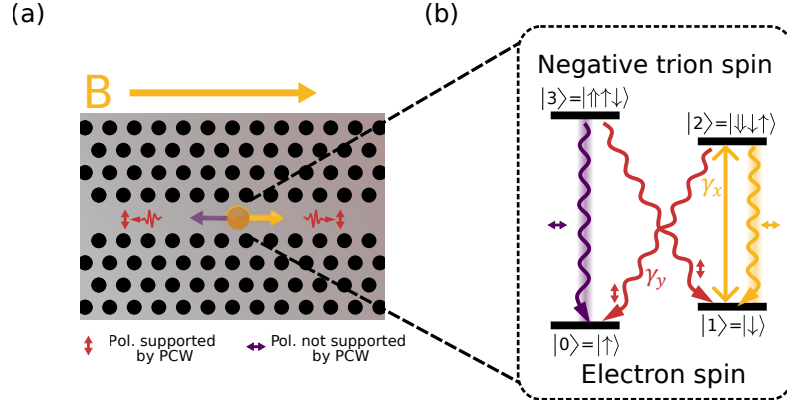 (a)
B
Pol. supported
by PCW
Pol. not supported
by PCW
(b)
Negative trion spin
|3⟩=|⇑↑↓⟩
|2⟩=|⇓↓↑⟩
γx
γy
|1⟩=|↓⟩
|0⟩=|↑⟩
Electron spin